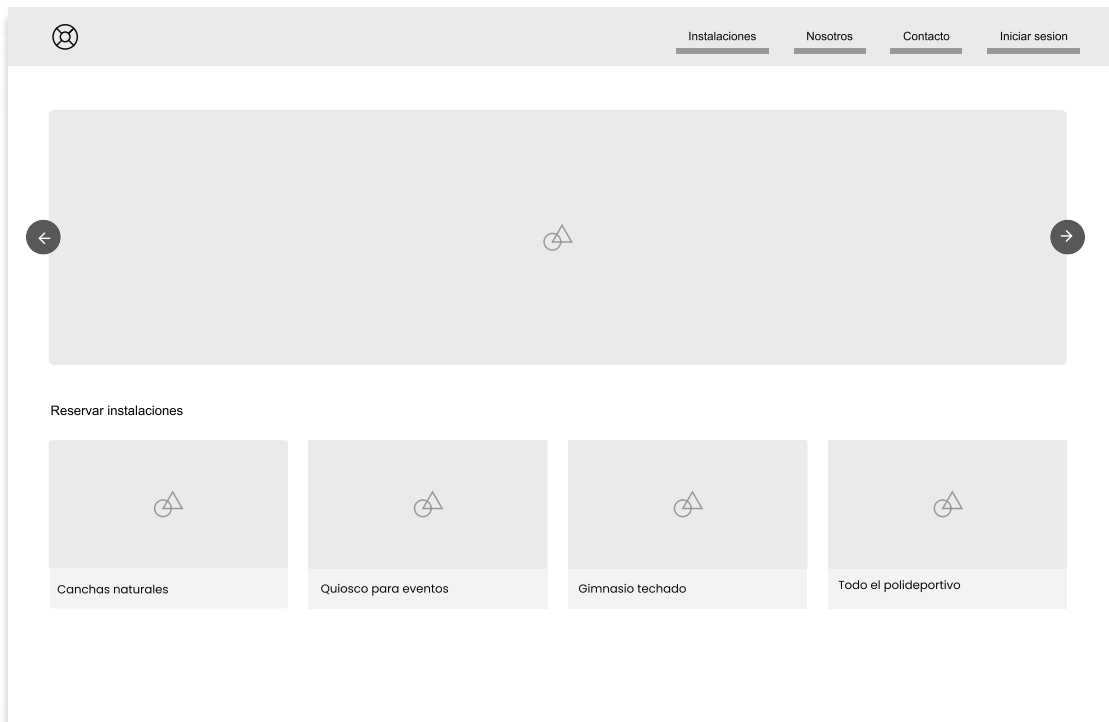 Instalaciones
Nosotros
Contacto
Iniciar sesion
Reservar instalaciones
Canchas naturales
Quiosco para eventos
Gimnasio techado
Todo el polideportivo